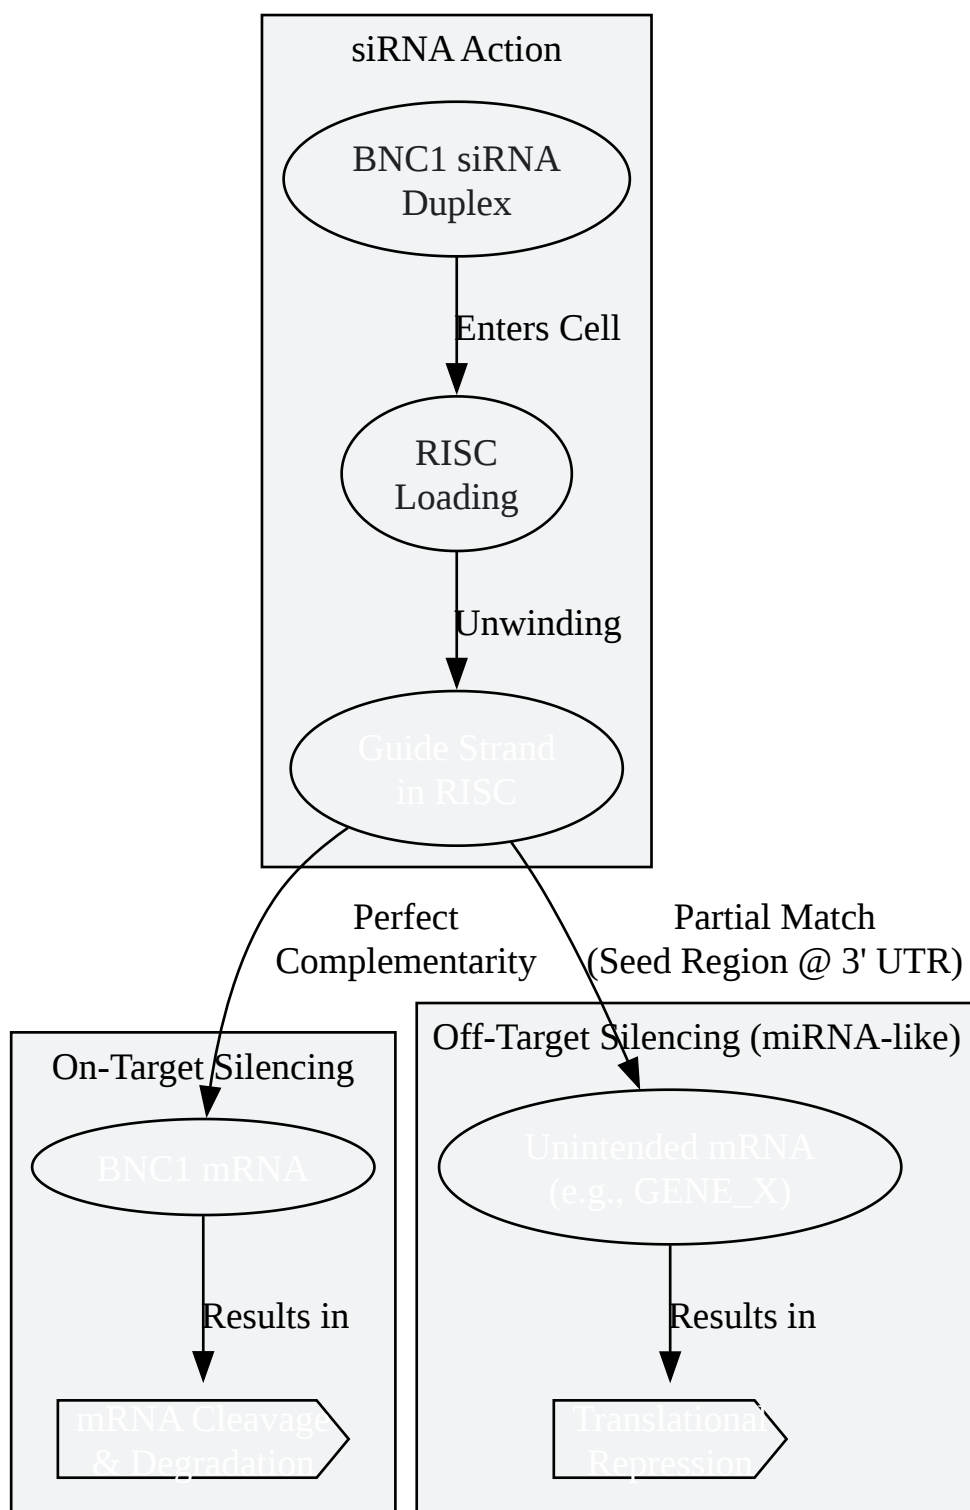 siRNA Action
BNC1 siRNA
Duplex
Enters Cell
RISC
Loading
Unwinding
Guide Strand
in RISC
Perfect
Complementarity
Partial Match
(Seed Region @ 3' UTR)
On-Target Silencing
BNC1 mRNA
Results in
mRNA Cleavage
& Degradation
Off-Target Silencing (miRNA-like)
Unintended mRNA
(e.g., GENE_X)
Results in
Translational
Repression